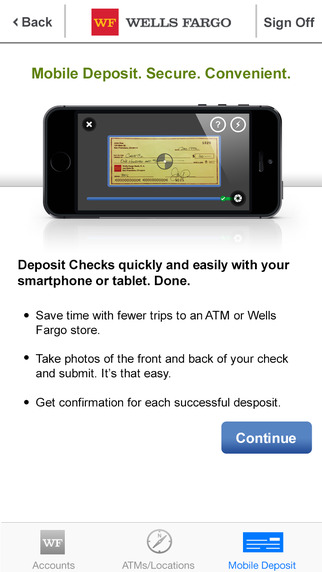 Back
WF
WELLS FARGO
Sign Off
Mobile Deposit. Secure. Convenient.
?
Deposit Checks quickly and easily with your
smartphone or tablet. Done.
• Save time with fewer trips to an ATM or Wells
Fargo store.
• Take photos of the front and back of your check
and submit. It's that easy.
• Get confirmation for each successful desposit.
Continue
WF
Accounts
ATMs/Locations
Mobile Deposit